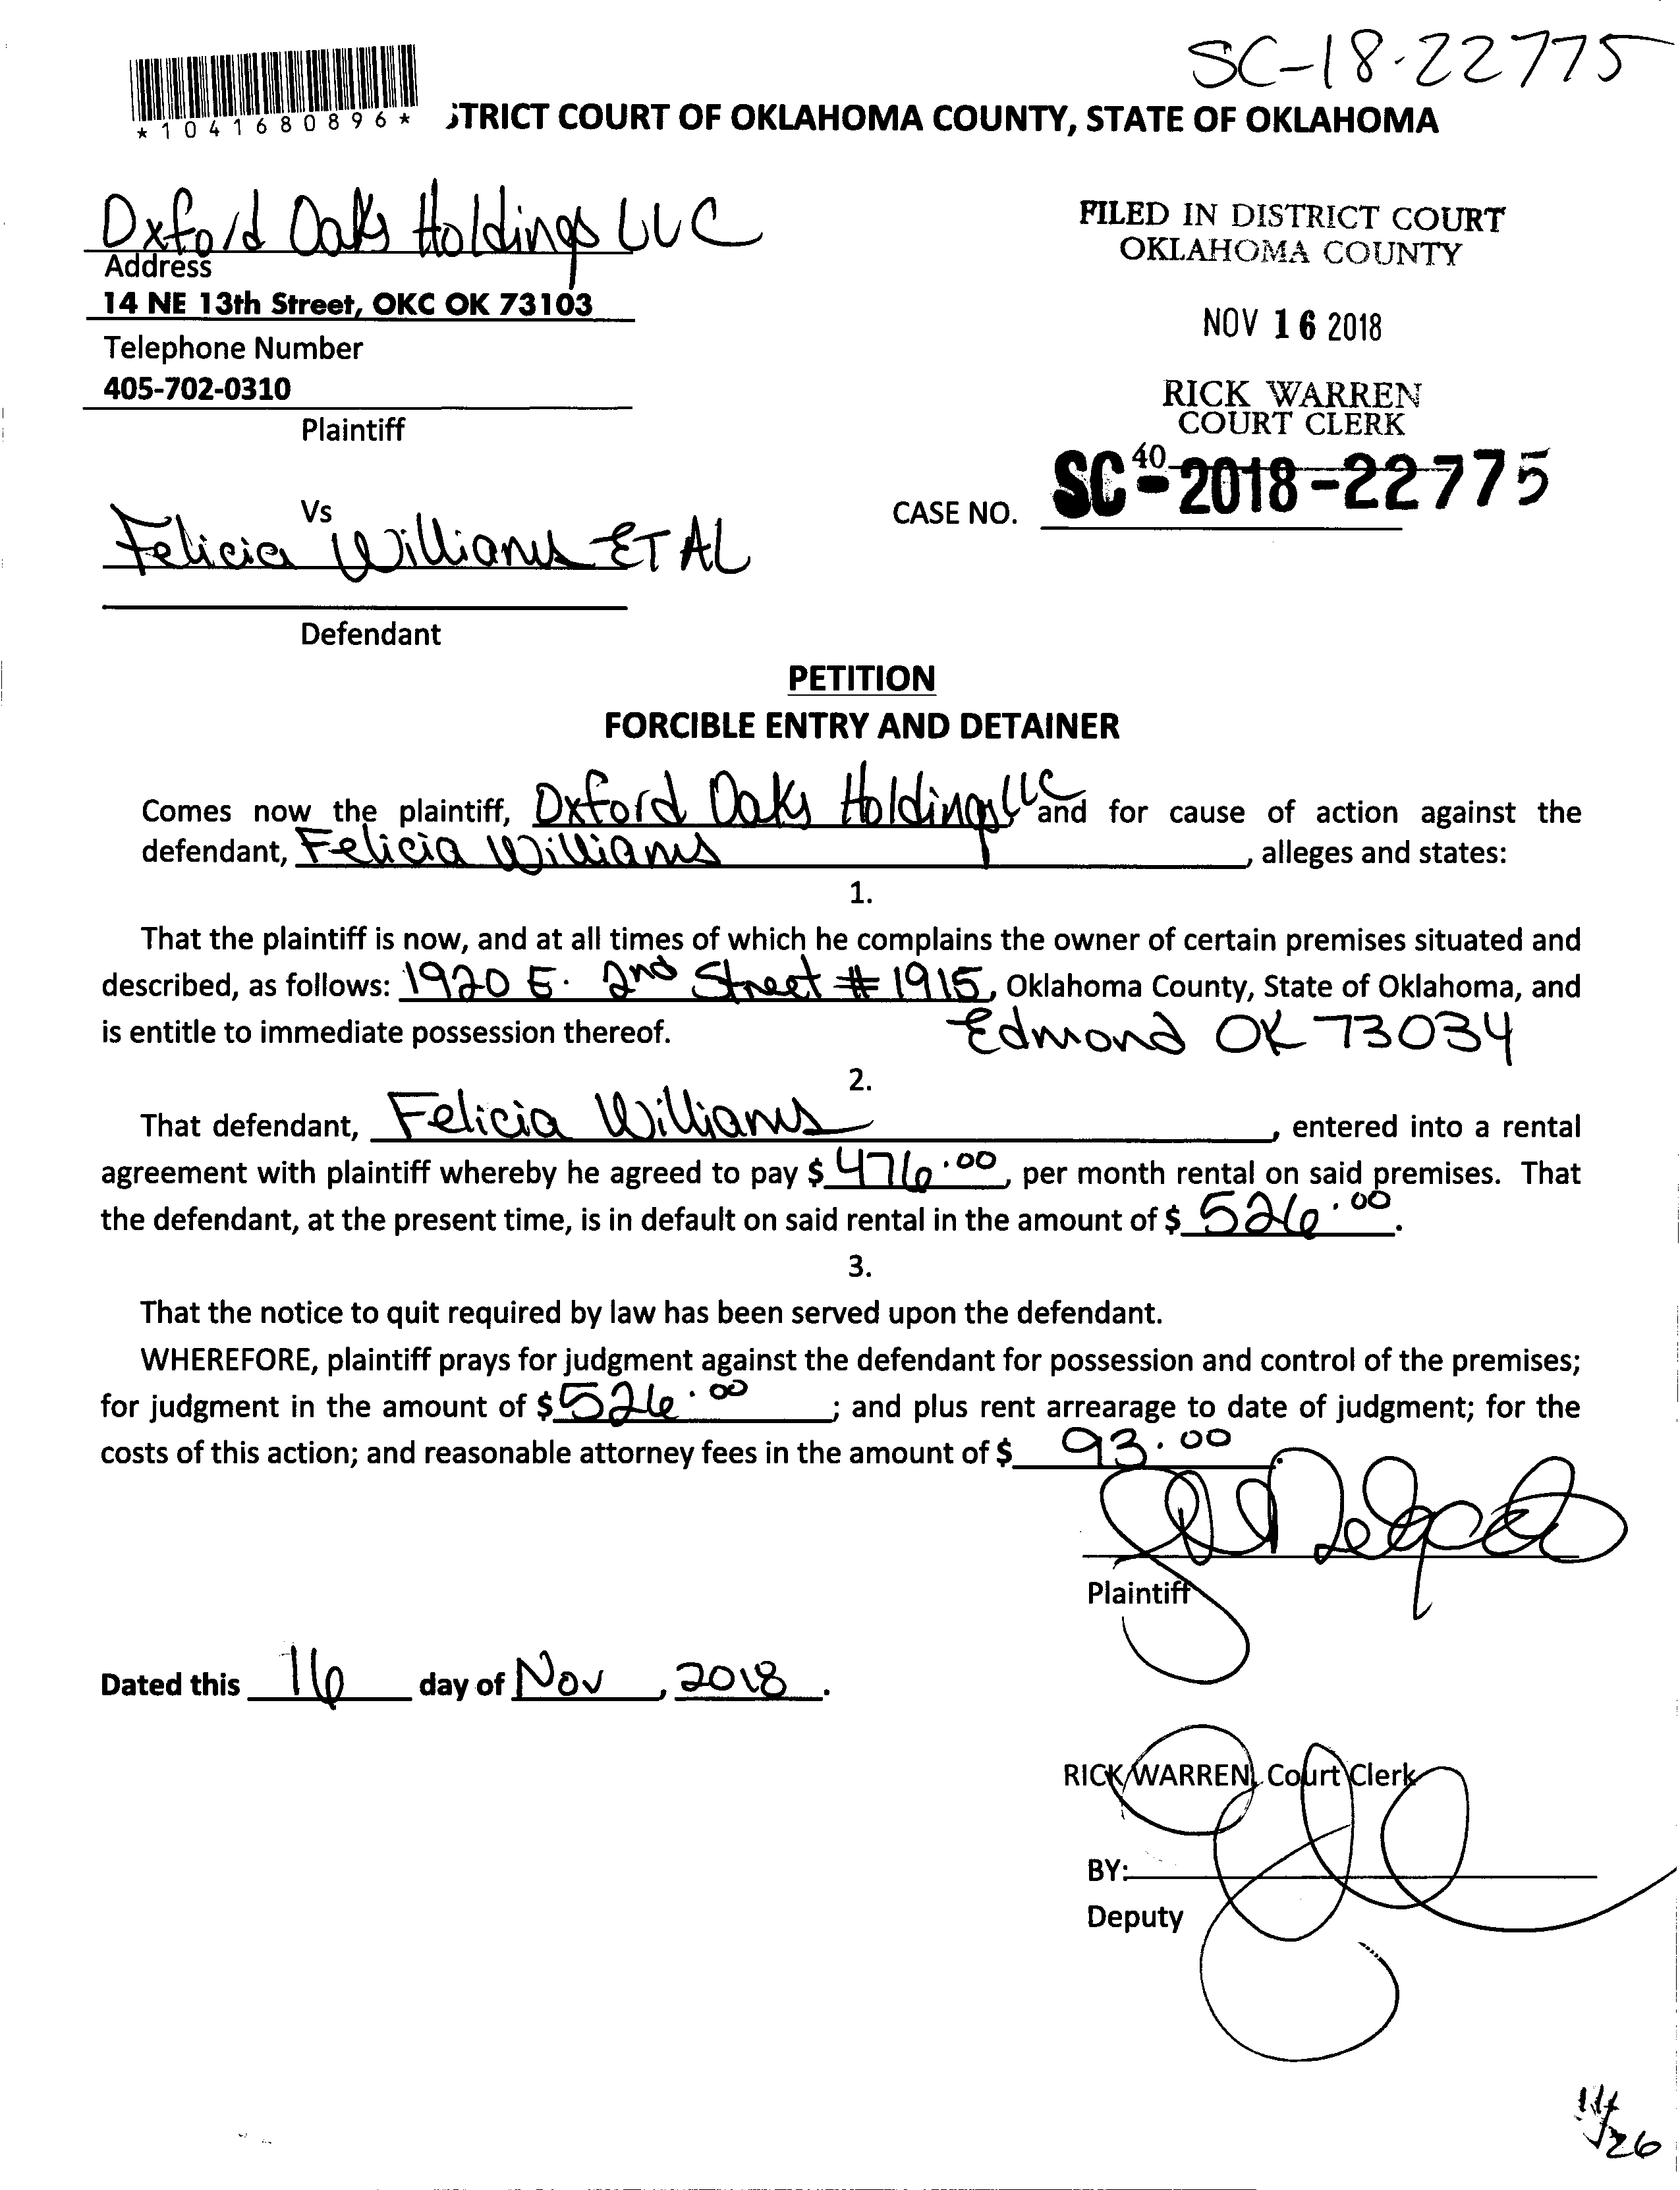 SC-18-22775
*1041680896*
STRICT COURT OF OKLAHOMA COUNTY, STATE OF OKLAHOMA
Oxford Oaks Holdings LLC
Address
14 NE 13th Street, OKC OK 73103
Telephone Number
405-702-0310
Plaintiff
FILED IN DISTRICT COURT
OKLAHOMA COUNTY
NOV 16 2018
RICK WARREN
COURT CLERK
40
CASE NO. SC-2018-22775
Vs
Felicia Williams ET AL
Defendant
PETITION
FORCIBLE ENTRY AND DETAINER
Comes now the plaintiff, Oxford Oaks Holdings LLC and for cause of action against the
defendant, Felicia Williams, alleges and states:
1.
That the plaintiff is now, and at all times of which he complains the owner of certain premises situated and
described, as follows: 1920 E. 2nd Street # 1915, Oklahoma County, State of Oklahoma, and
is entitle to immediate possession thereof. Edmond OK 73034
2.
That defendant, Felicia Williams, entered into a rental
agreement with plaintiff whereby he agreed to pay $ 476.00, per month rental on said premises. That
the defendant, at the present time, is in default on said rental in the amount of $ 526.00.
3.
That the notice to quit required by law has been served upon the defendant.
WHEREFORE, plaintiff prays for judgment against the defendant for possession and control of the premises;
for judgment in the amount of $ 526.00; and plus rent arrearage to date of judgment; for the
costs of this action; and reasonable attorney fees in the amount of $ 93.00.
Plaintiff
Dated this 16 day of Nov, 2018.
RICK WARREN, Court Clerk
BY:
Deputy
11/26